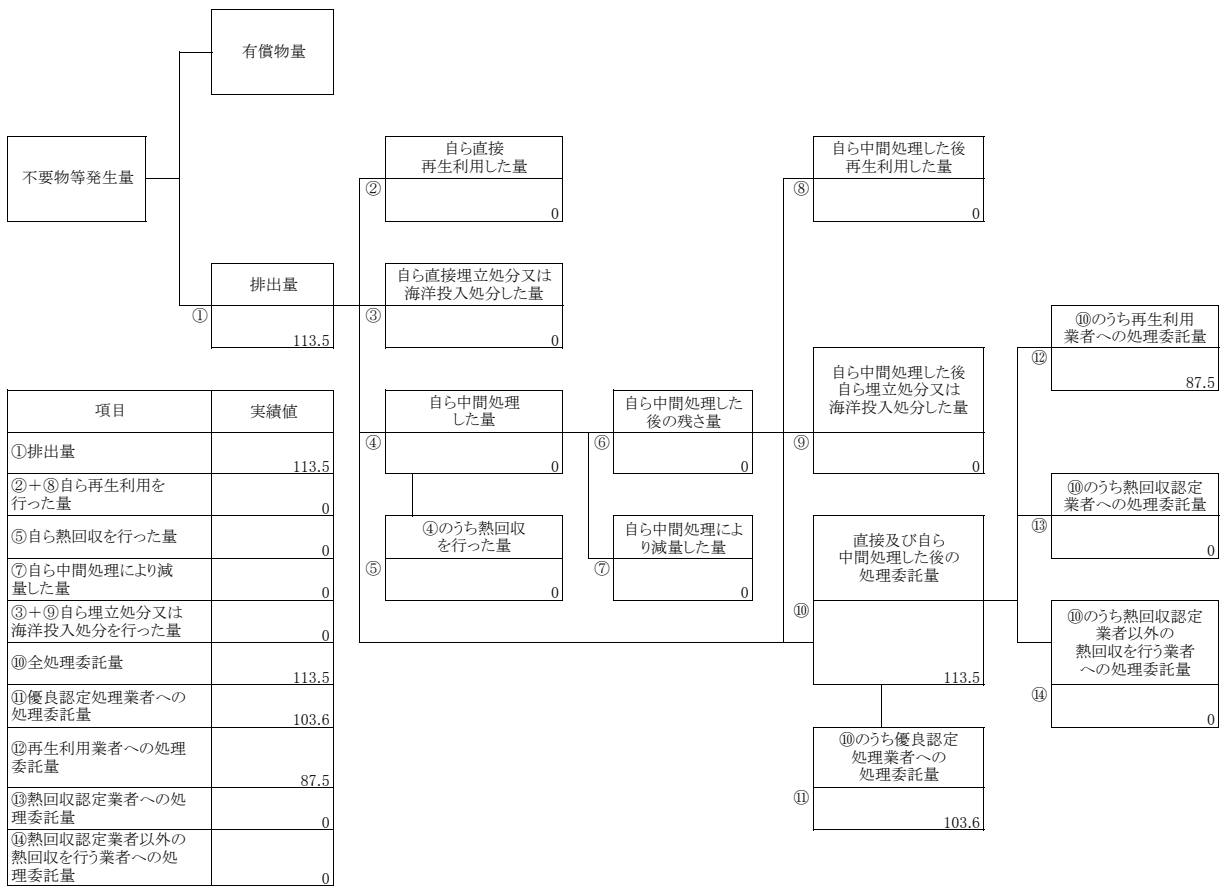 有償物量
不要物等発生量
排出量
①
113.5
自ら直接
再生利用した量
②
0
自ら直接埋立処分又は
海洋投入処分した量
③
0
自ら中間処理
した量
④
0
④のうち熱回収
を行った量
⑤
0
自ら中間処理した
後の残さ量
⑥
0
自ら中間処理によ
り減量した量
⑦
0
自ら中間処理した後
再生利用した量
⑧
0
自ら中間処理した後
自ら埋立処分又は
海洋投入処分した量
⑨
0
直接及び自ら
中間処理した後の
処理委託量
⑩
113.5
⑩のうち優良認定
処理業者への
処理委託量
⑪
103.6
⑩のうち再生利用
業者への処理委託量
⑫
87.5
⑩のうち熱回収認定
業者への処理委託量
⑬
0
⑩のうち熱回収認定
業者以外の
熱回収を行う業者
への処理委託量
⑭
0
項目 実績値
①排出量
113.5
②+⑧自ら再生利用を
行った量
0
⑤自ら熱回収を行った量
0
⑦自ら中間処理により減
量した量
0
③+⑨自ら埋立処分又は
海洋投入処分を行った量
0
⑩全処理委託量
113.5
⑪優良認定処理業者への
処理委託量
103.6
⑫再生利用業者への処理
委託量
87.5
⑬熱回収認定業者への処
理委託量
0
⑭熱回収認定業者以外の
熱回収を行う業者への処
理委託量
0